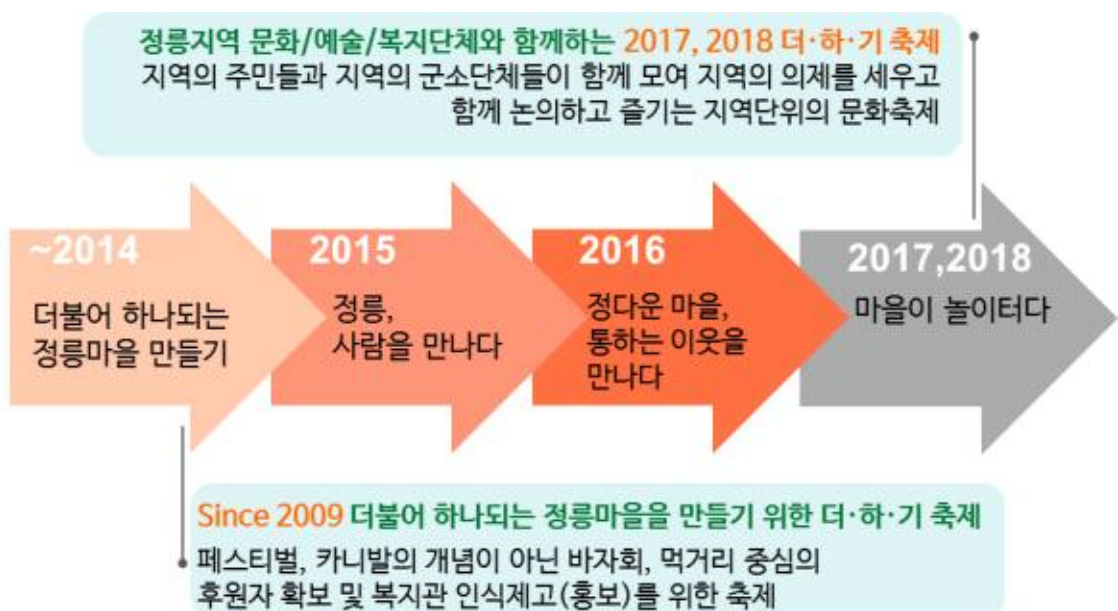 정릉지역 문화/예술/복지단체와 함께하는 2017, 2018 더·하·기 축제
지역의 주민들과 지역의 군소단체들이 함께 모여 지역의 의제를 세우고
함께 논의하고 즐기는 지역단위의 문화축제
~2014
더불어 하나되는
정릉마을 만들기
2015
정릉,
사람을 만나다
2016
정다운 마을,
통하는 이웃을
만나다
2017,2018
마을이 놀이터다
Since 2009 더불어 하나되는 정릉마을을 만들기 위한 더·하·기 축제
페스티벌, 카니발의 개념이 아닌 바자회, 먹거리 중심의
후원자 확보 및 복지관 인식제고(홍보)를 위한 축제